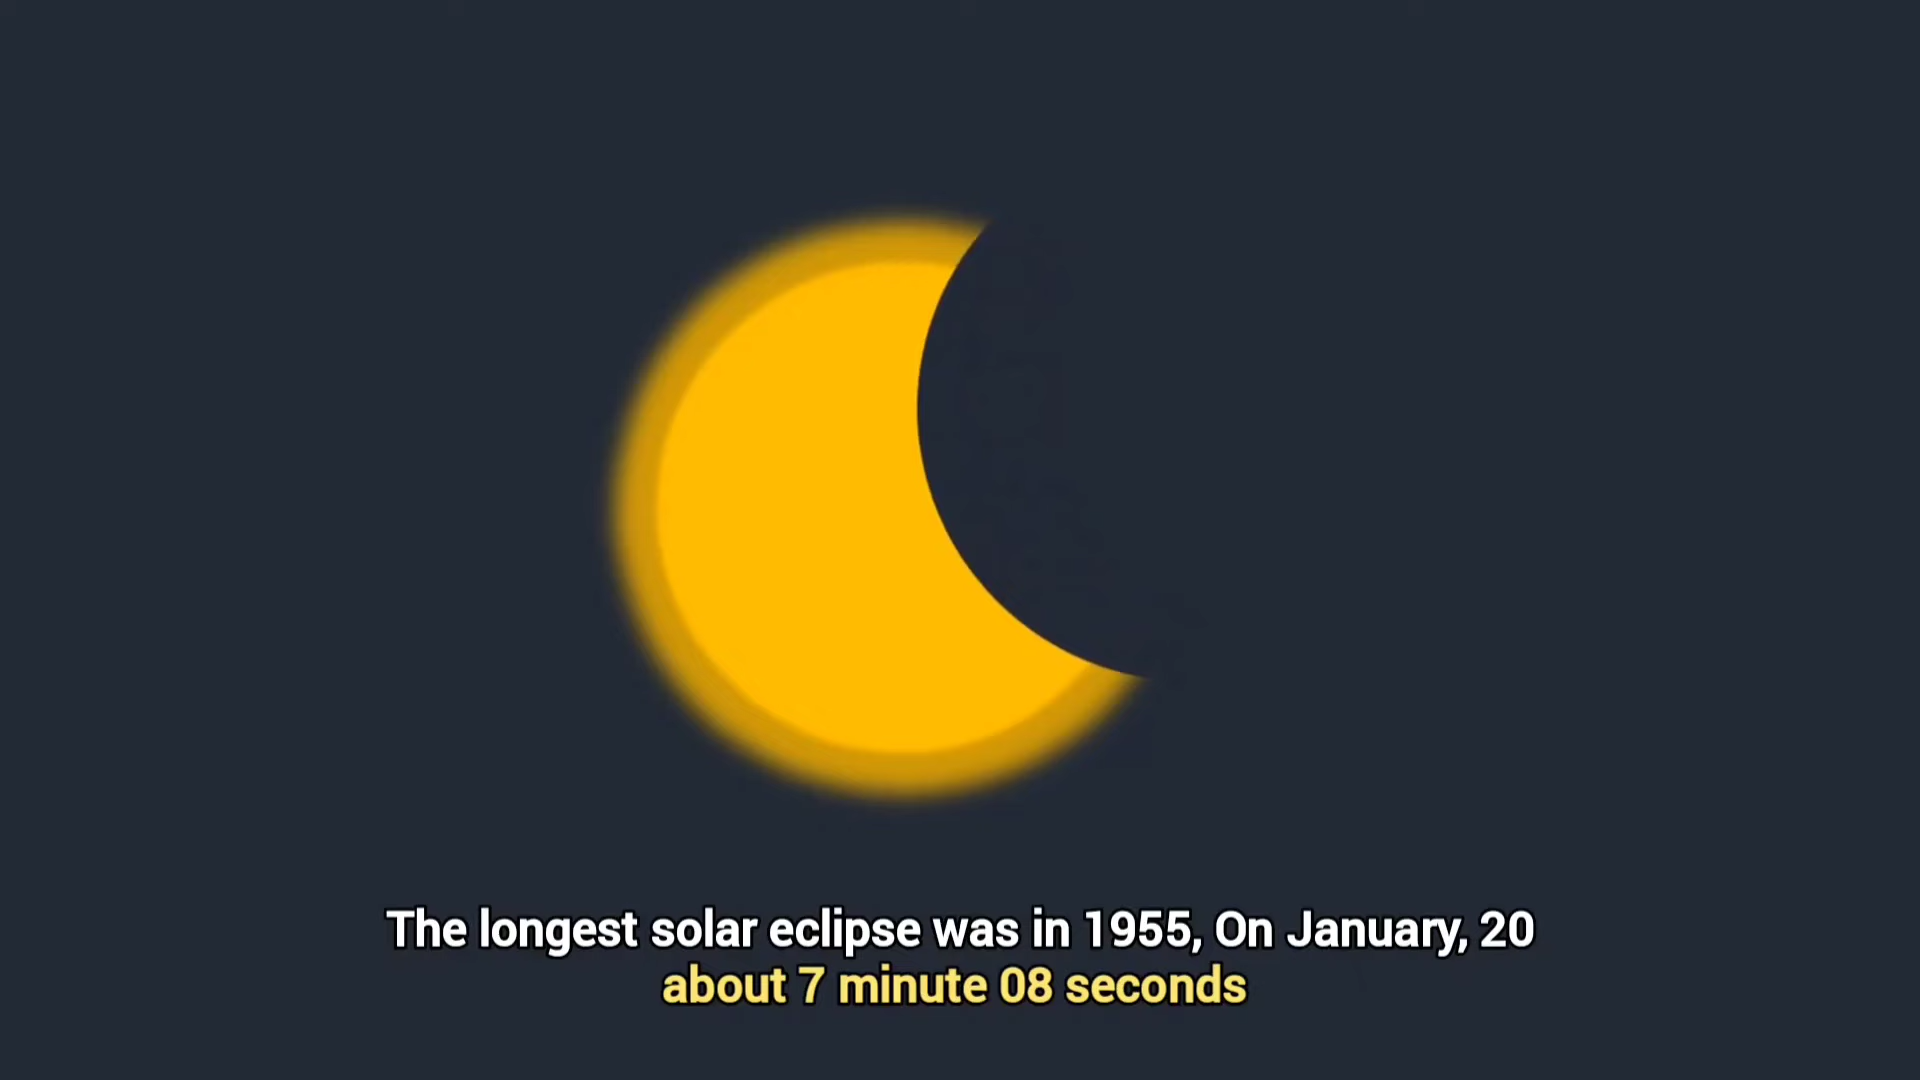 The longest solar eclipse was in 1955, On January, 20
about 7 minute 08 seconds